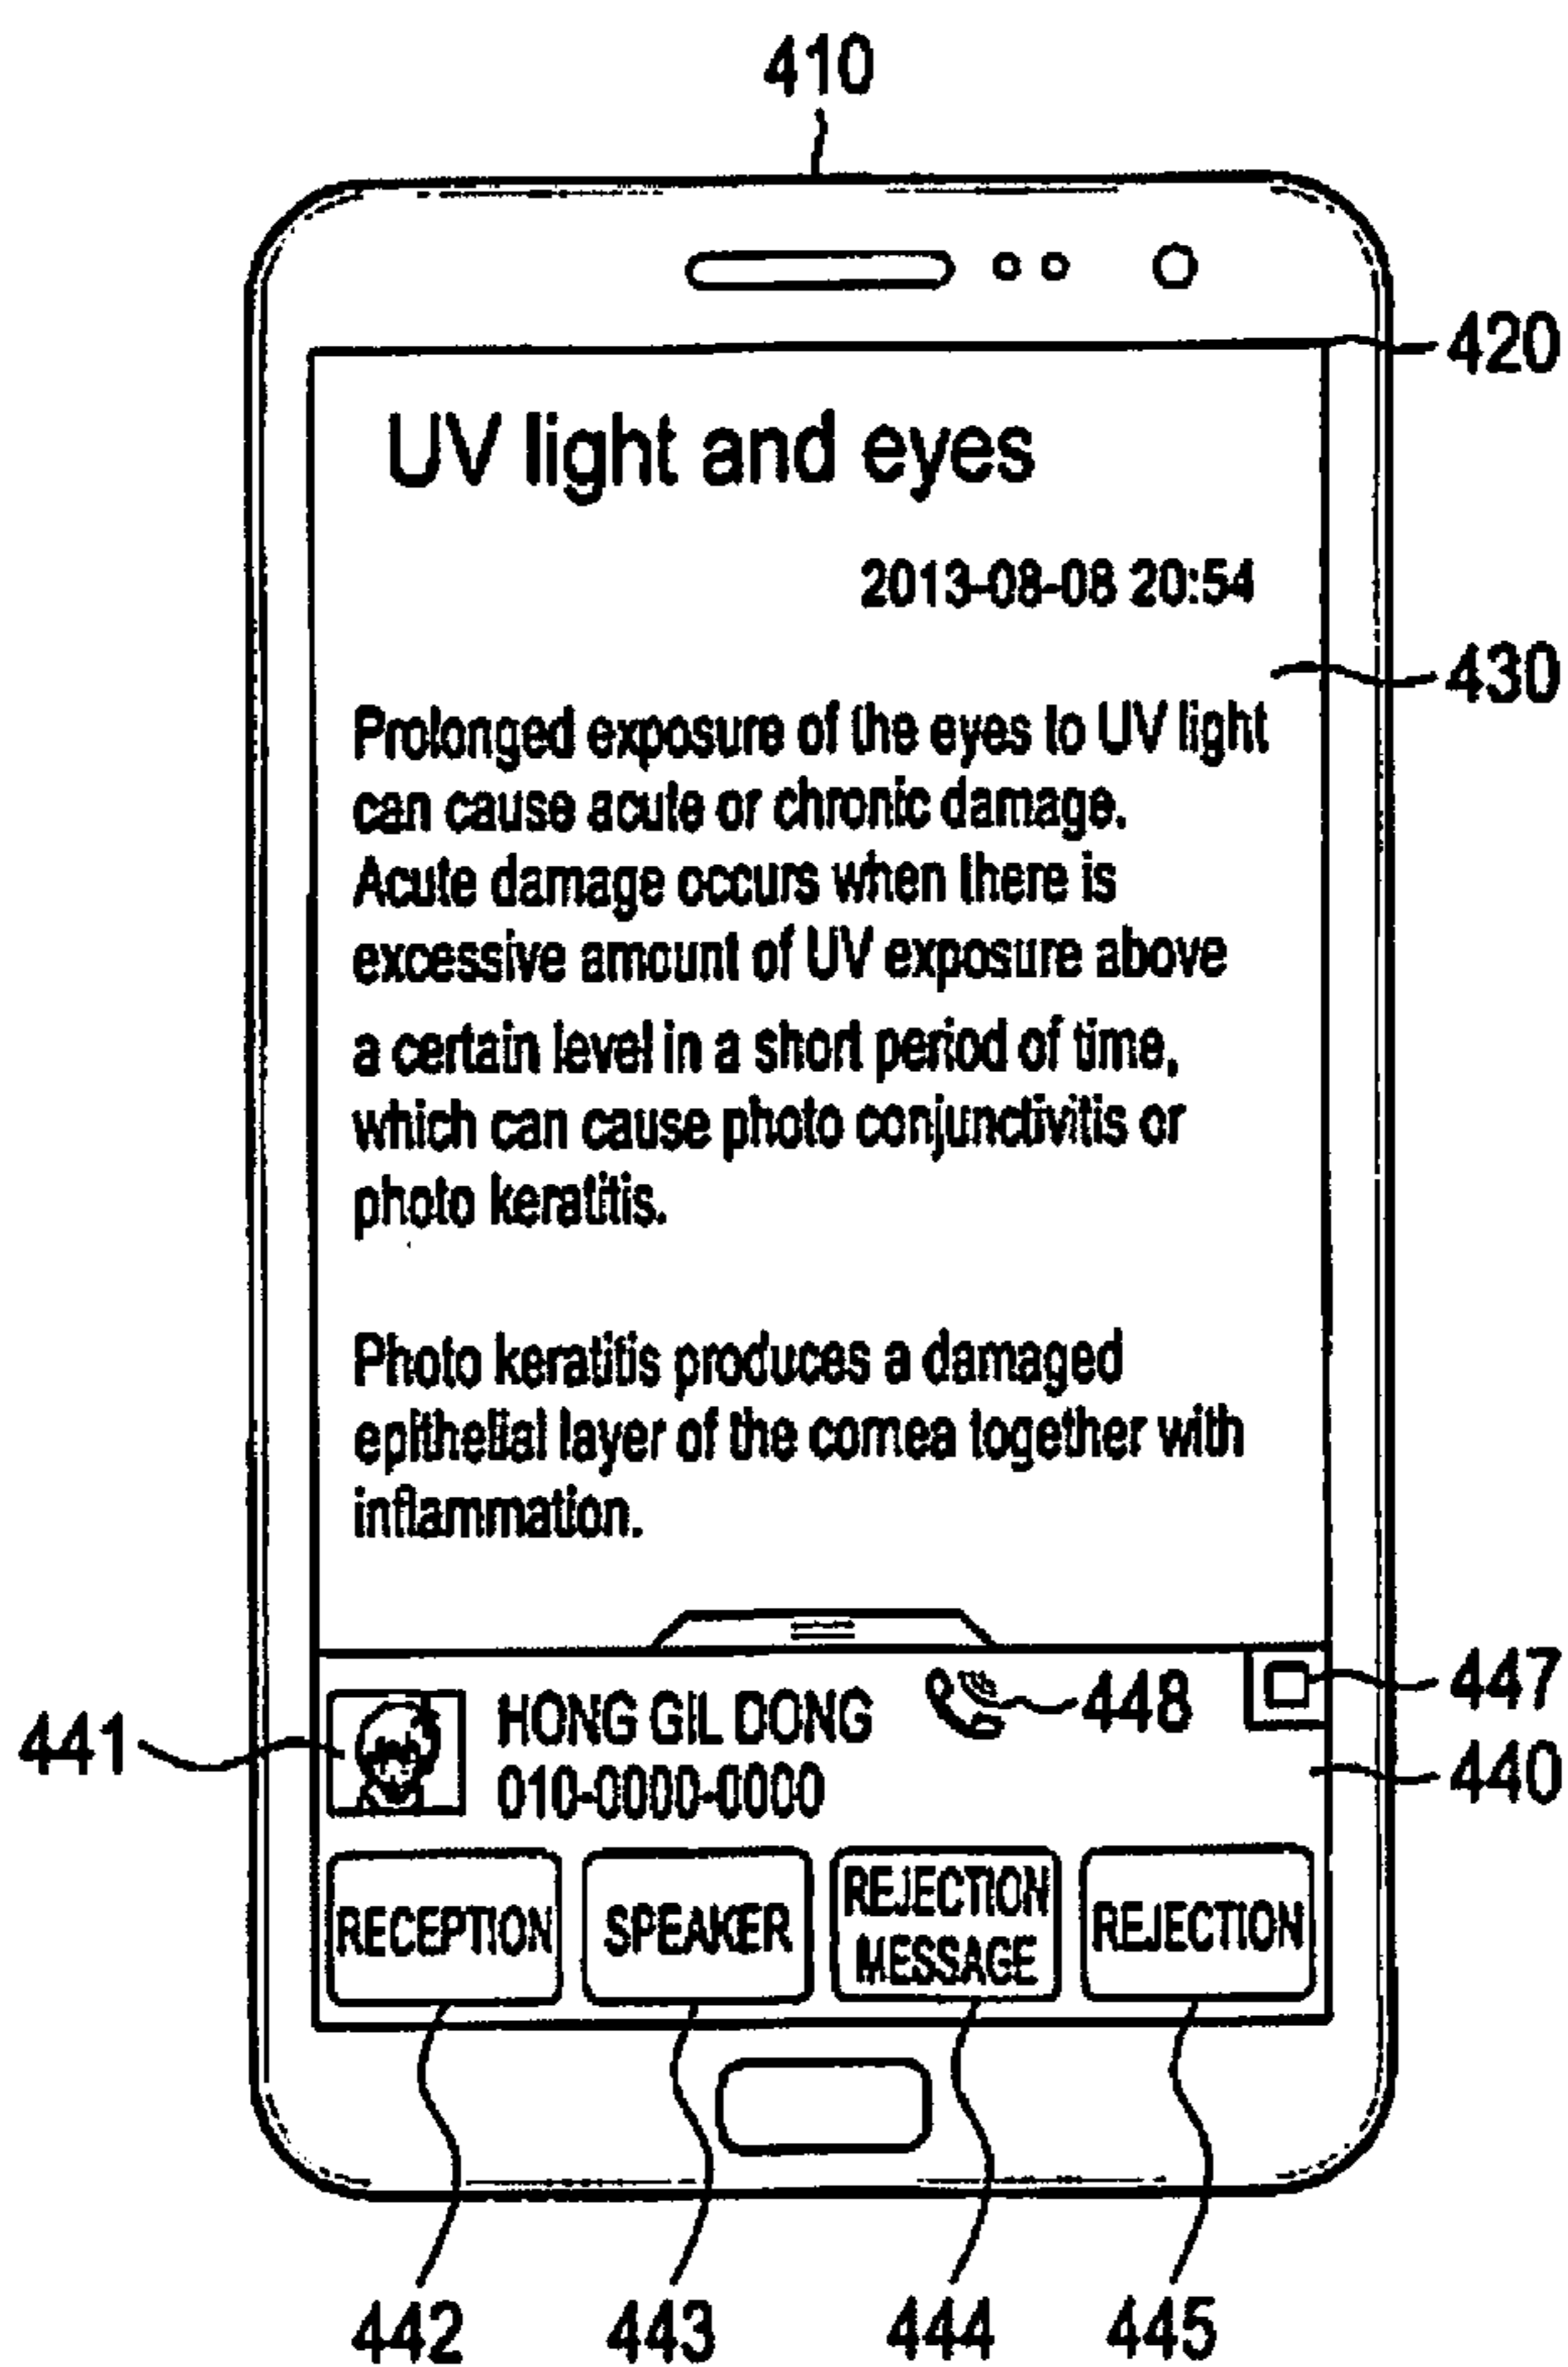 410
420
UV light and eyes
2013-08-08 20:54
430
Prolonged exposure of the eyes to UV light
can cause acute or chronic damage.
Acute damage occurs when there is
excessive amount of UV exposure above
a certain level in a short period of time,
which can cause photo conjunctivitis or
photo keratitis.
Photo keratitis produces a damaged
epithelial layer of the cornea together with
inflammation.
441
HONG GIL DONG
448
447
010-0000-0000
440
RECEPTION
SPEAKER
REJECTION
MESSAGE
REJECTION
442
443
444
445